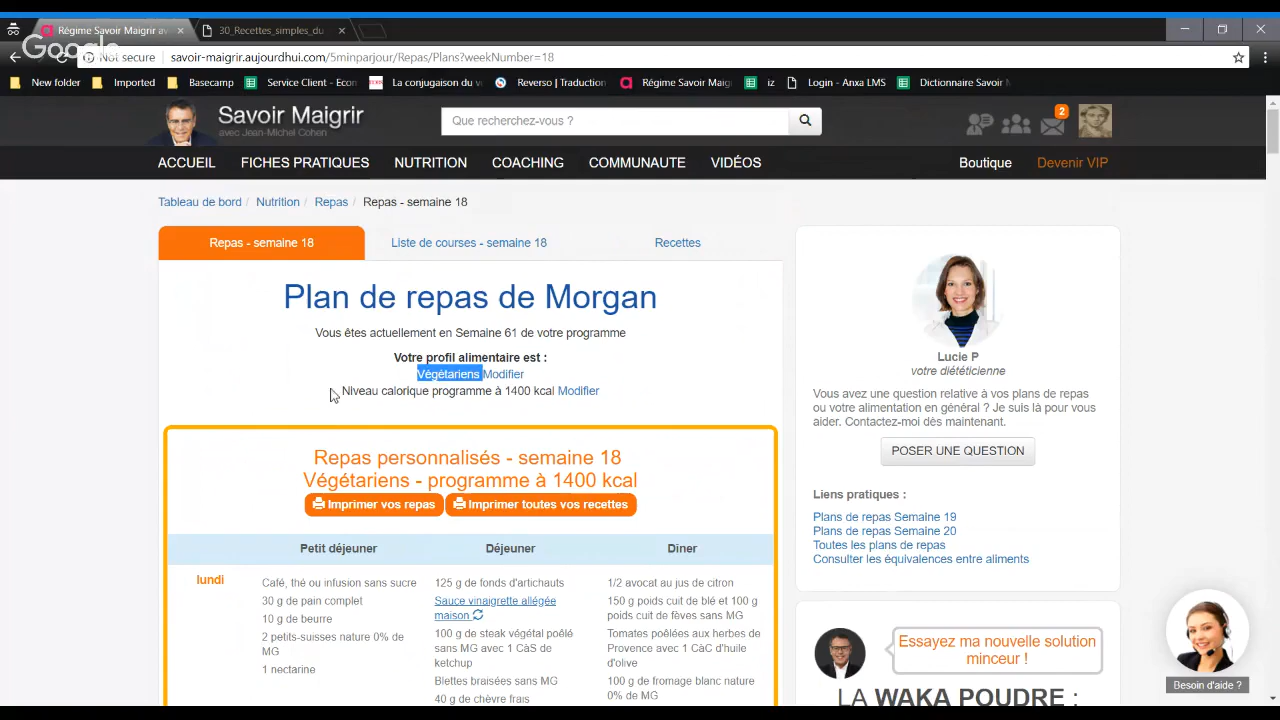 Régime Savoir Maigrir av
30_Recettes_simples_du
Google
Not secure
savoir-maigrir.aujourdhui.com/5minparjour/Repas/Plans?weekNumber=18
New folder
Imported
Basecamp
Service Client - Econ
La conjugaison du v
Reverso | Traduction
Régime Savoir Maig
iz
Login - Anxa LMS
Dictionnaire Savoir
Savoir Maigrir
avec Jean-Michel Cohen
Que recherchez-vous ?
2
ACCUEIL
FICHES PRATIQUES
NUTRITION
COACHING
COMMUNAUTE
VIDÉOS
Boutique
Devenir VIP
Tableau de bord / Nutrition / Repas / Repas - semaine 18
Repas - semaine 18
Liste de courses - semaine 18
Recettes
Plan de repas de Morgan
Vous êtes actuellement en Semaine 61 de votre programme
Votre profil alimentaire est :
Végétariens Modifier
Niveau calorique programme à 1400 kcal Modifier
Repas personnalisés - semaine 18
Végétariens - programme à 1400 kcal
Imprimer vos repas
Imprimer toutes vos recettes
Petit déjeuner
Déjeuner
Dîner
lundi
Café, thé ou infusion sans sucre
30 g de pain complet
10 g de beurre
2 petits-suisses nature 0% de
MG
1 nectarine
125 g de fonds d'artichauts
Sauce vinaigrette allégée
maison
100 g de steak végétal poêlé
sans MG avec 1 CàS de
ketchup
Blettes braisées sans MG
40 g de chèvre frais
1/2 avocat au jus de citron
150 g poids cuit de blé et 100 g
poids cuit de fèves sans MG
Tomates poêlées aux herbes de
Provence avec 1 CàC d'huile
d'olive
100 g de fromage blanc nature
0% de MG
Lucie P
votre diététicienne
Vous avez une question relative à vos plans de repas
ou votre alimentation en général ? Je suis là pour vous
aider. Contactez-moi dès maintenant.
POSER UNE QUESTION
Liens pratiques :
Plans de repas Semaine 19
Plans de repas Semaine 20
Toutes les plans de repas
Consulter les équivalences entre aliments
Essayez ma nouvelle solution
minceur !
LA WAKA POUDRE :
Besoin d'aide ?